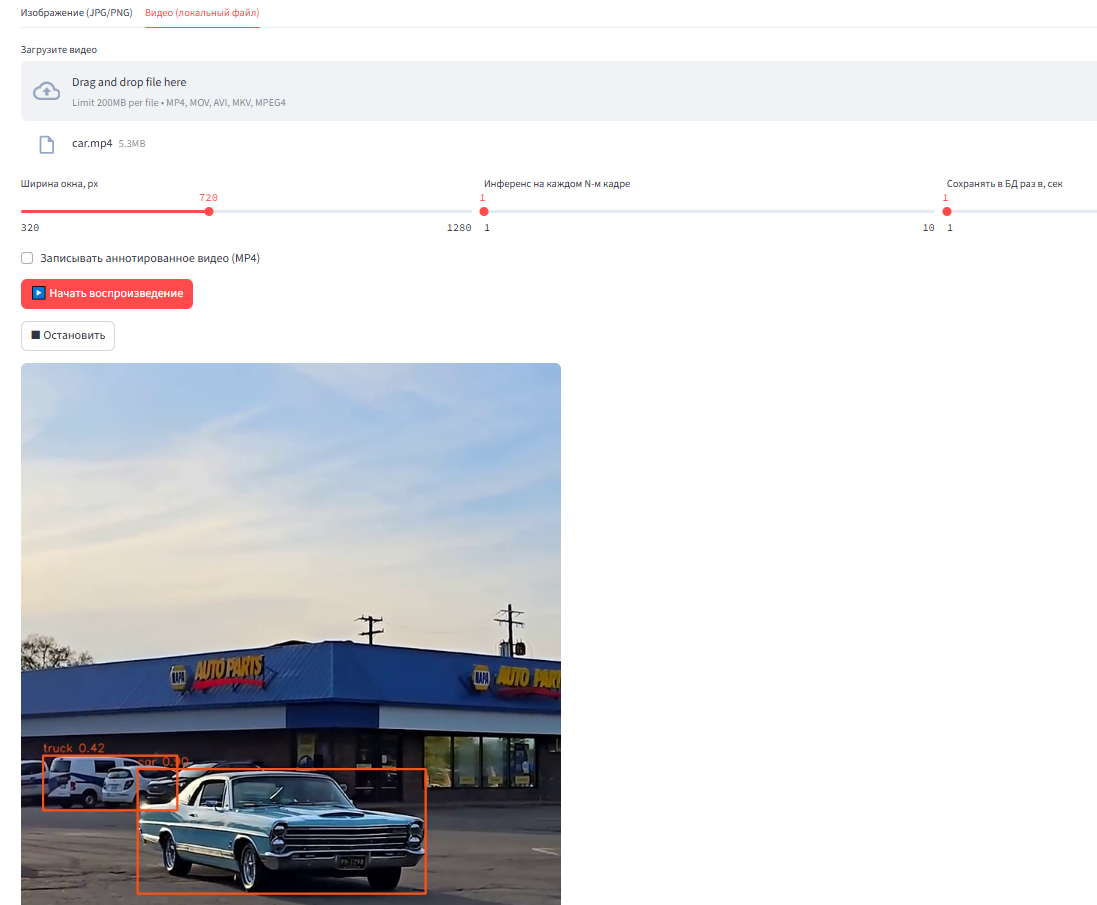 Изображение (JPG/PNG) Видео (локальный файл)
Загрузите видео
Drag and drop file here
Limit 200MB per file • MP4, MOV, AVI, MKV, MPEG4
car.mp4 5.3MB
Ширина окна, px Инференс на каждом N-м кадре Сохранять в БД раз в, сек
720 1 1
320 1280 1 10 1
Записывать аннотированное видео (MP4)
Начать воспроизведение
Остановить
NAPA AUTO PARTS NAPA AUTO PART
truck 0.42
car 0.90